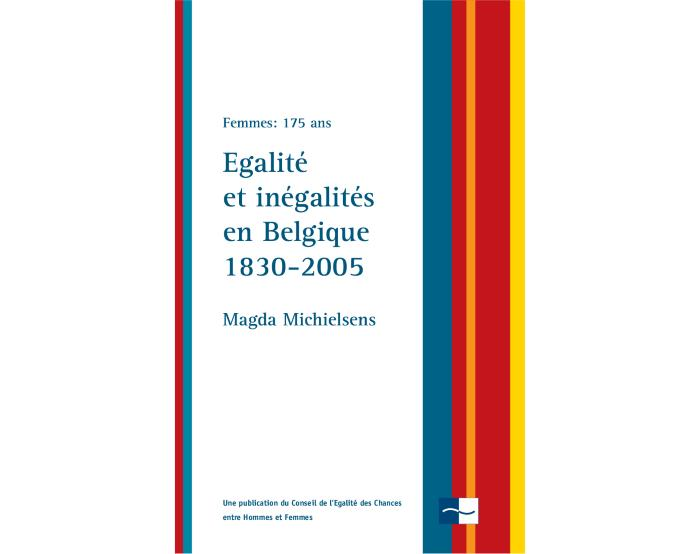 Femmes: 175 ans
Egalité
et inégalités
en Belgique
1830-2005
Magda Michielsens
Une publication du Conseil de l'Egalité des Chances
entre Hommes et Femmes